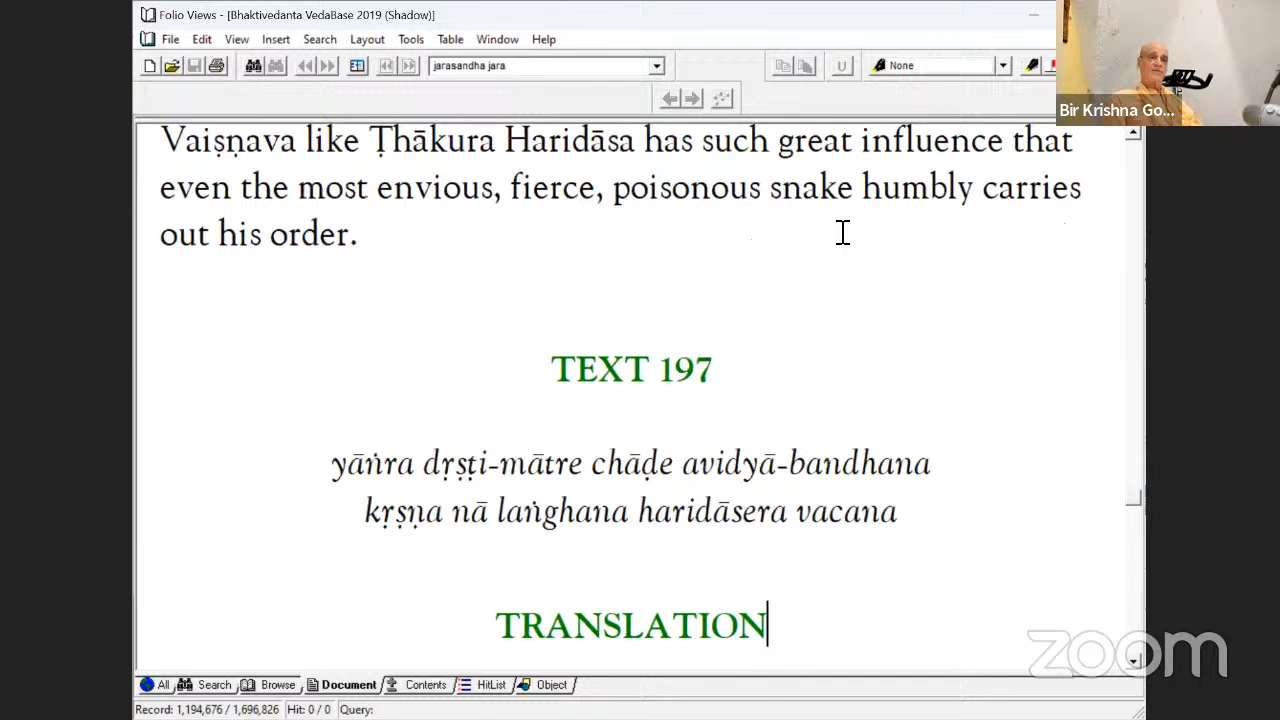 Folio Views - [Bhaktivedanta VedaBase 2019 (Shadow)]
File Edit View Insert Search Layout Tools Table Window Help
jarasandha jara
None
Bir Krishna Go...
Vaiṣṇava like Ṭhākura Haridāsa has such great influence that
even the most envious, fierce, poisonous snake humbly carries
out his order.
TEXT 197
yāṅra dṛṣṭi-mātre chāḍe avidyā-bandhana
kṛṣṇa nā laṅghana haridāsera vacana
TRANSLATION
zoom
All Search Browse Document Contents HitList Object
Record: 1,194,676 / 1,696,826 Hit: 0 / 0 Query: